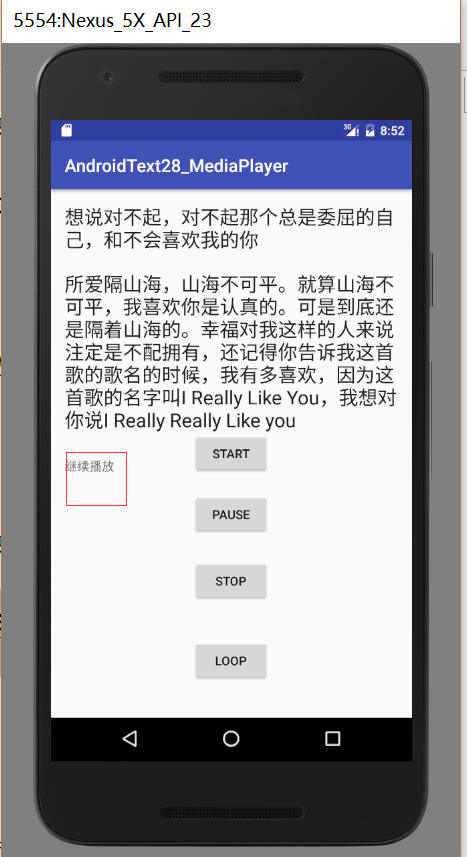 5554:Nexus_5X_API_23
3G 8:52
AndroidText28_MediaPlayer
想说对不起，对不起那个总是委屈的自
己，和不会喜欢我的你
所爱隔山海，山海不可平。就算山海不
可平，我喜欢你是认真的。可是到底还
是隔着山海的。幸福对我这样的人来说
注定是不配拥有，还记得你告诉我这首
歌的歌名的时候，我有多喜欢，因为这
首歌的名字叫I Really Like You，我想对
你说I Really Really Like you
START
继续播放
PAUSE
STOP
LOOP